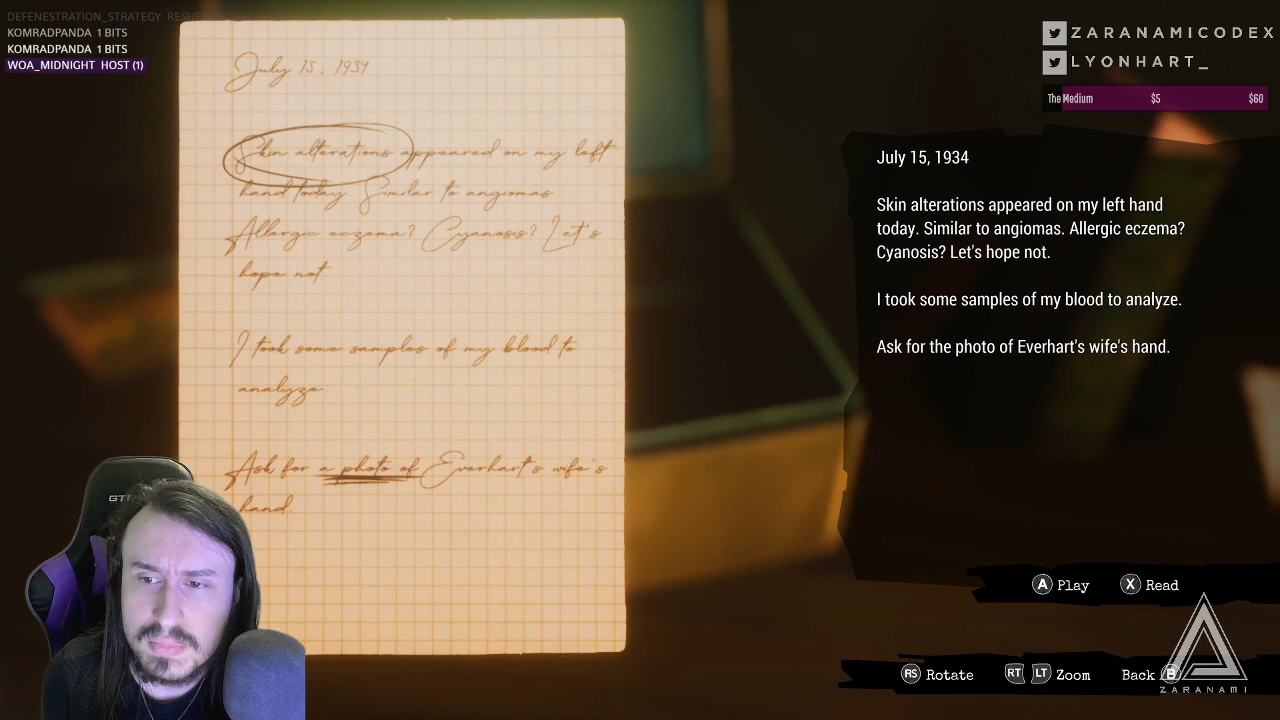 DEFENESTRATION_STRATEGY
KOMRADPANDA 1 BITS
KOMRADPANDA 1 BITS
WOA_MIDNIGHT HOST (1)
July 15, 1934
Skin alterations appeared on my left
hand today Similar to angiomas
Allergic eczema? Cyanosis? Let's
hope not
I took some samples of my blood to
analyze
Ask for a photo of Everhart's wife's
hand
GTR
ZARANAMICODEX
LYONHART_
The Medium $5 $60
July 15, 1934
Skin alterations appeared on my left hand
today. Similar to angiomas. Allergic eczema?
Cyanosis? Let's hope not.
I took some samples of my blood to analyze.
Ask for the photo of Everhart's wife's hand.
A Play X Read
RS Rotate RT LT Zoom Back B
ZARANAMI